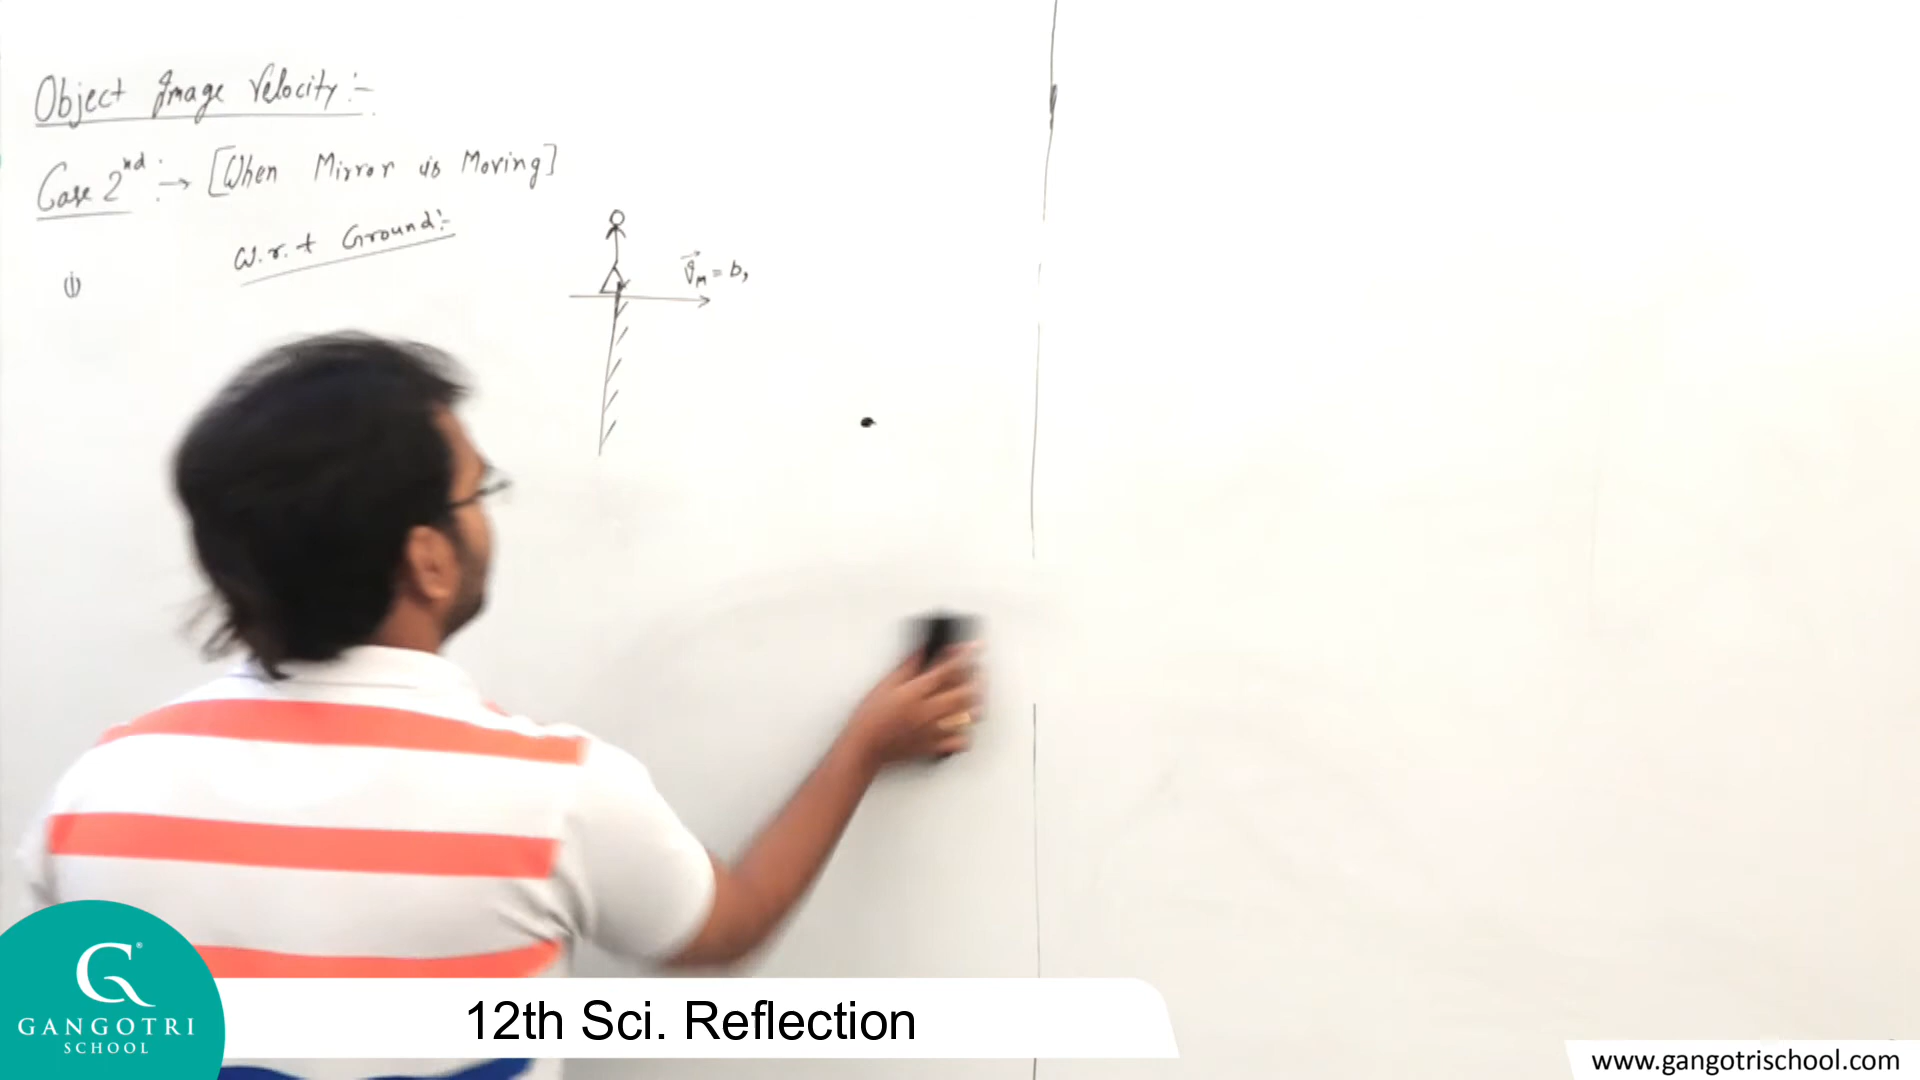 Object Image Velocity :-
Case 2nd :→ [When Mirror is Moving]
w.r.t Ground:-
(i)
v⃗M = b,
GANGOTRI
SCHOOL
12th Sci. Reflection
www.gangotrischool.com